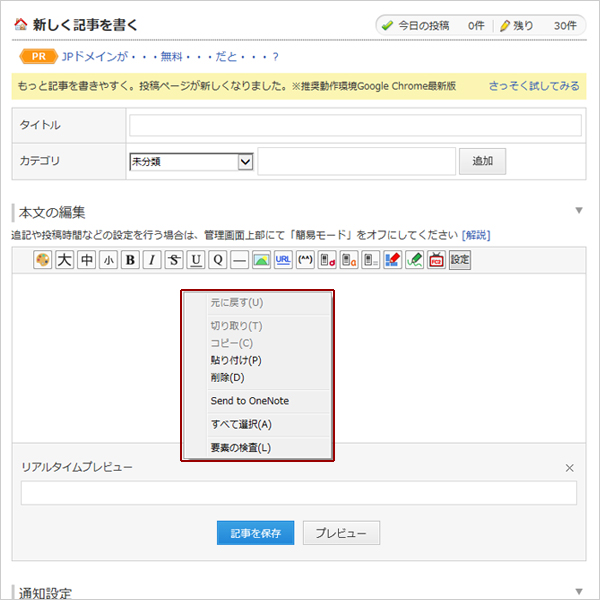 新しく記事を書く
今日の投稿 0件 残り 30件
PR JPドメインが・・・無料・・・だと・・・？
もっと記事を書きやすく。投稿ページが新しくなりました。※推奨動作環境Google Chrome最新版 さっそく試してみる
タイトル
カテゴリ 未分類 追加
本文の編集
追記や投稿時間などの設定を行う場合は、管理画面上部にて「簡易モード」をオフにしてください [解説]
大 中 小 B I S U Q — URL (^^) d a 設定
元に戻す(U)
切り取り(T)
コピー(C)
貼り付け(P)
削除(D)
Send to OneNote
すべて選択(A)
要素の検査(L)
リアルタイムプレビュー
記事を保存 プレビュー
通知設定